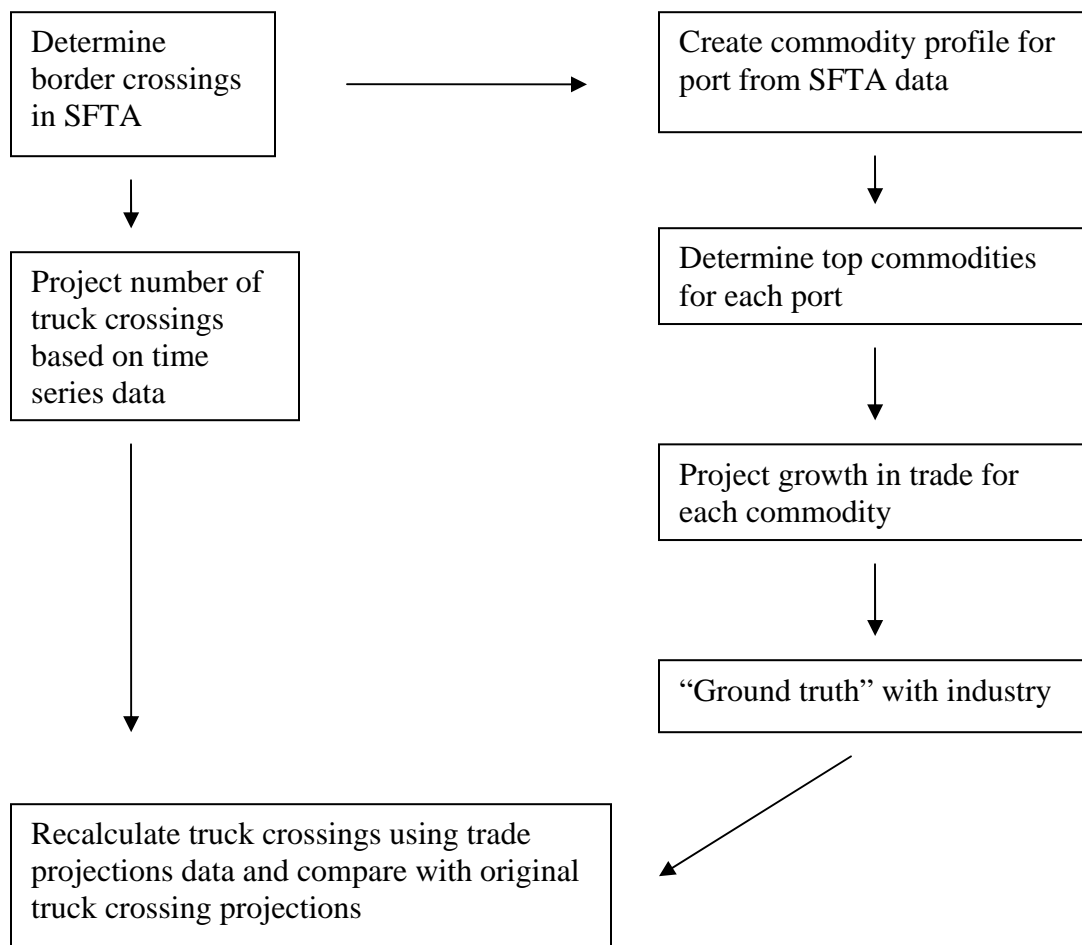 Determine
border crossings
in SFTA
Create commodity profile for
port from SFTA data
Project number of
truck crossings
based on time
series data
Determine top commodities
for each port
Project growth in trade for
each commodity
“Ground truth” with industry
Recalculate truck crossings using trade
projections data and compare with original
truck crossing projections